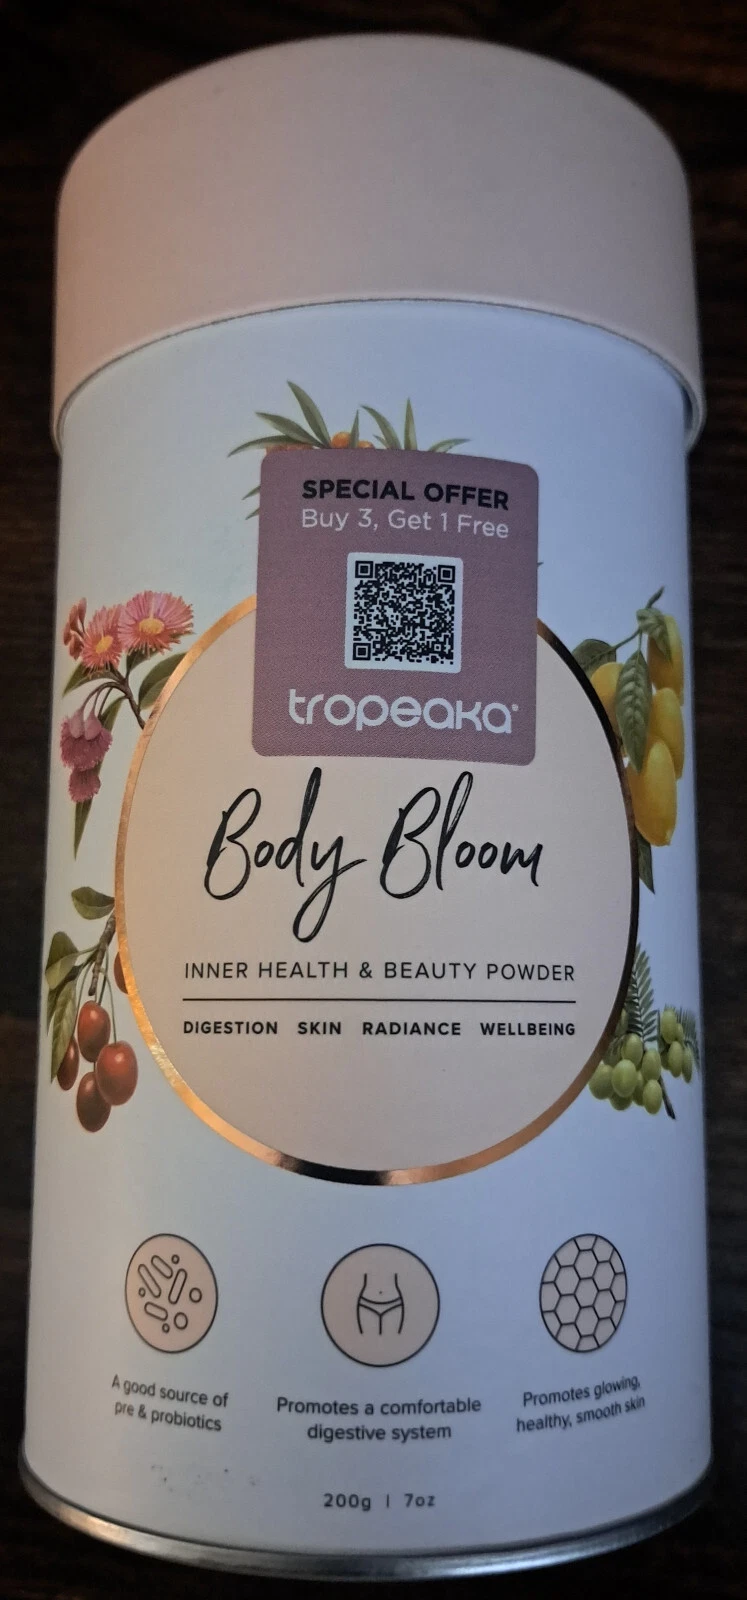 SPECIAL OFFER
Buy 3, Get 1 Free
tropeaka®
Body Bloom
INNER HEALTH & BEAUTY POWDER
DIGESTION SKIN RADIANCE WELLBEING
A good source of
pre & probiotics
Promotes a comfortable
digestive system
Promotes glowing,
healthy, smooth skin
200g | 7oz